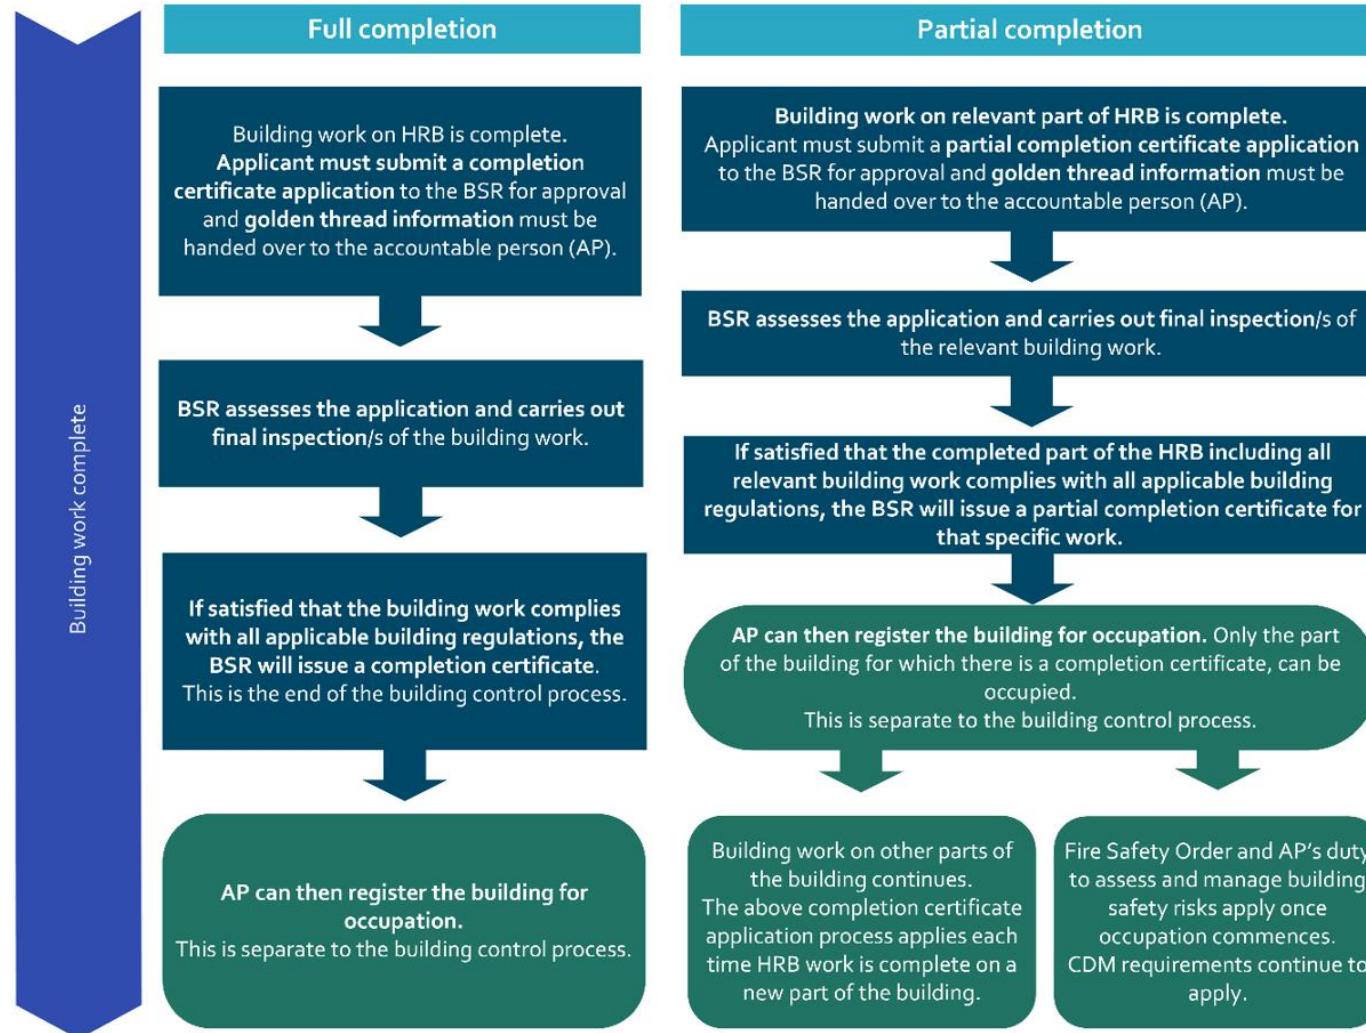 Building work complete
Full completion
Building work on HRB is complete.
Applicant must submit a completion
certificate application to the BSR for approval
and golden thread information must be
handed over to the accountable person (AP).
BSR assesses the application and carries out
final inspection/s of the building work.
If satisfied that the building work complies
with all applicable building regulations, the
BSR will issue a completion certificate.
This is the end of the building control process.
AP can then register the building for
occupation.
This is separate to the building control process.
Partial completion
Building work on relevant part of HRB is complete.
Applicant must submit a partial completion certificate application
to the BSR for approval and golden thread information must be
handed over to the accountable person (AP).
BSR assesses the application and carries out final inspection/s of
the relevant building work.
If satisfied that the completed part of the HRB including all
relevant building work complies with all applicable building
regulations, the BSR will issue a partial completion certificate for
that specific work.
AP can then register the building for occupation. Only the part
of the building for which there is a completion certificate, can be
occupied.
This is separate to the building control process.
Building work on other parts of
the building continues.
The above completion certificate
application process applies each
time HRB work is complete on a
new part of the building.
Fire Safety Order and AP's duty
to assess and manage building
safety risks apply once
occupation commences.
CDM requirements continue to
apply.